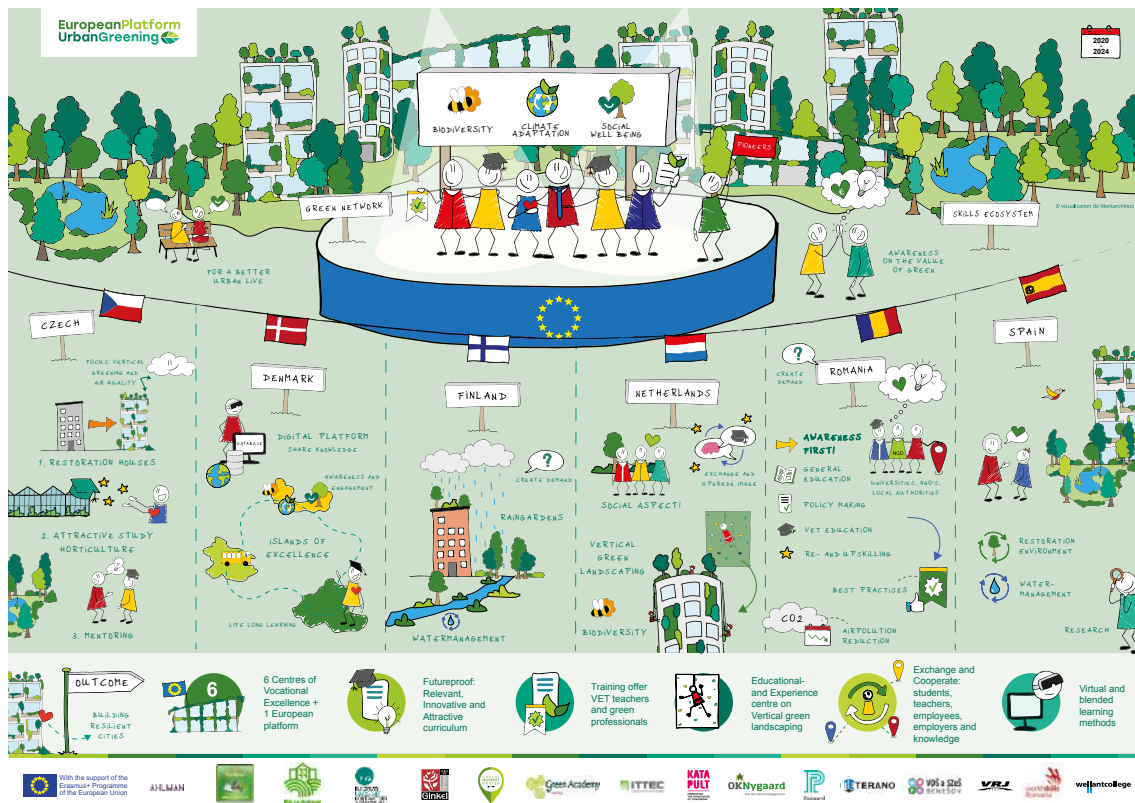 EuropeanPlatform
UrbanGreening
2020
-
2024
BIODIVERSITY
CLIMATE
ADAPTATION
SOCIAL
WELL BEING
PIONEERS
GREEN NETWORK
SKILLS ECOSYSTEM
© visualization de Merkarchitect
FOR A BETTER
URBAN LIVE
AWARENESS
ON THE VALUE
OF GREEN
CZECH
FOCUS: VERTICAL
GREENING AND
AIR QUALITY
1. RESTORATION HOUSES
2. ATTRACTIVE STUDY
HORTICULTURE
3. MENTORING
DENMARK
DATABASE
DIGITAL PLATFORM
SHARE KNOWLEDGE
AWARENESS AND
ENGAGEMENT
ISLANDS OF
EXCELLENCE
LIFE LONG LEARNING
FINLAND
?
CREATE DEMAND
RAINGARDENS
WATERMANAGEMENT
NETHERLANDS
EXCHANGE AND
UPGRADE IMAGE
SOCIAL ASPECT!
VERTICAL
GREEN
LANDSCAPING
BIODIVERSITY
?
CREATE
DEMAND
ROMANIA
AWARENESS
FIRST!
NGO
GENERAL
EDUCATION
UNIVERSITIES, NGO'S,
LOCAL AUTHORITIES
POLICY MAKING
VET EDUCATION
RE- AND UPSKILLING
BEST PRACTISES
CO2
AIRPOLUTION
REDUCTION
SPAIN
RESTORATION
ENVIRONMENT
WATER-
MANAGEMENT
RESEARCH
OUTCOME
BUILDING
RESILIENT
CITIES
6
6 Centres of
Vocational
Excellence +
1 European
platform
Futureproof:
Relevant,
Innovative and
Attractive
curriculum
Training offer
VET teachers
and green
professionals
Educational-
and Experience
centre on
Vertical green
landscaping
Exchange and
Cooperate:
students,
teachers,
employees,
employers and
knowledge
Virtual and
blended
learning
methods
With the support of the
Erasmus+ Programme
of the European Union
AHLMAN
Ginkel
Green Academy
ITTEC
KATA
PULT
OKNygaard
TERANO
VOŠ a SZeŠ
BENEŠOV
VRJ
worldskills
wellantcollege